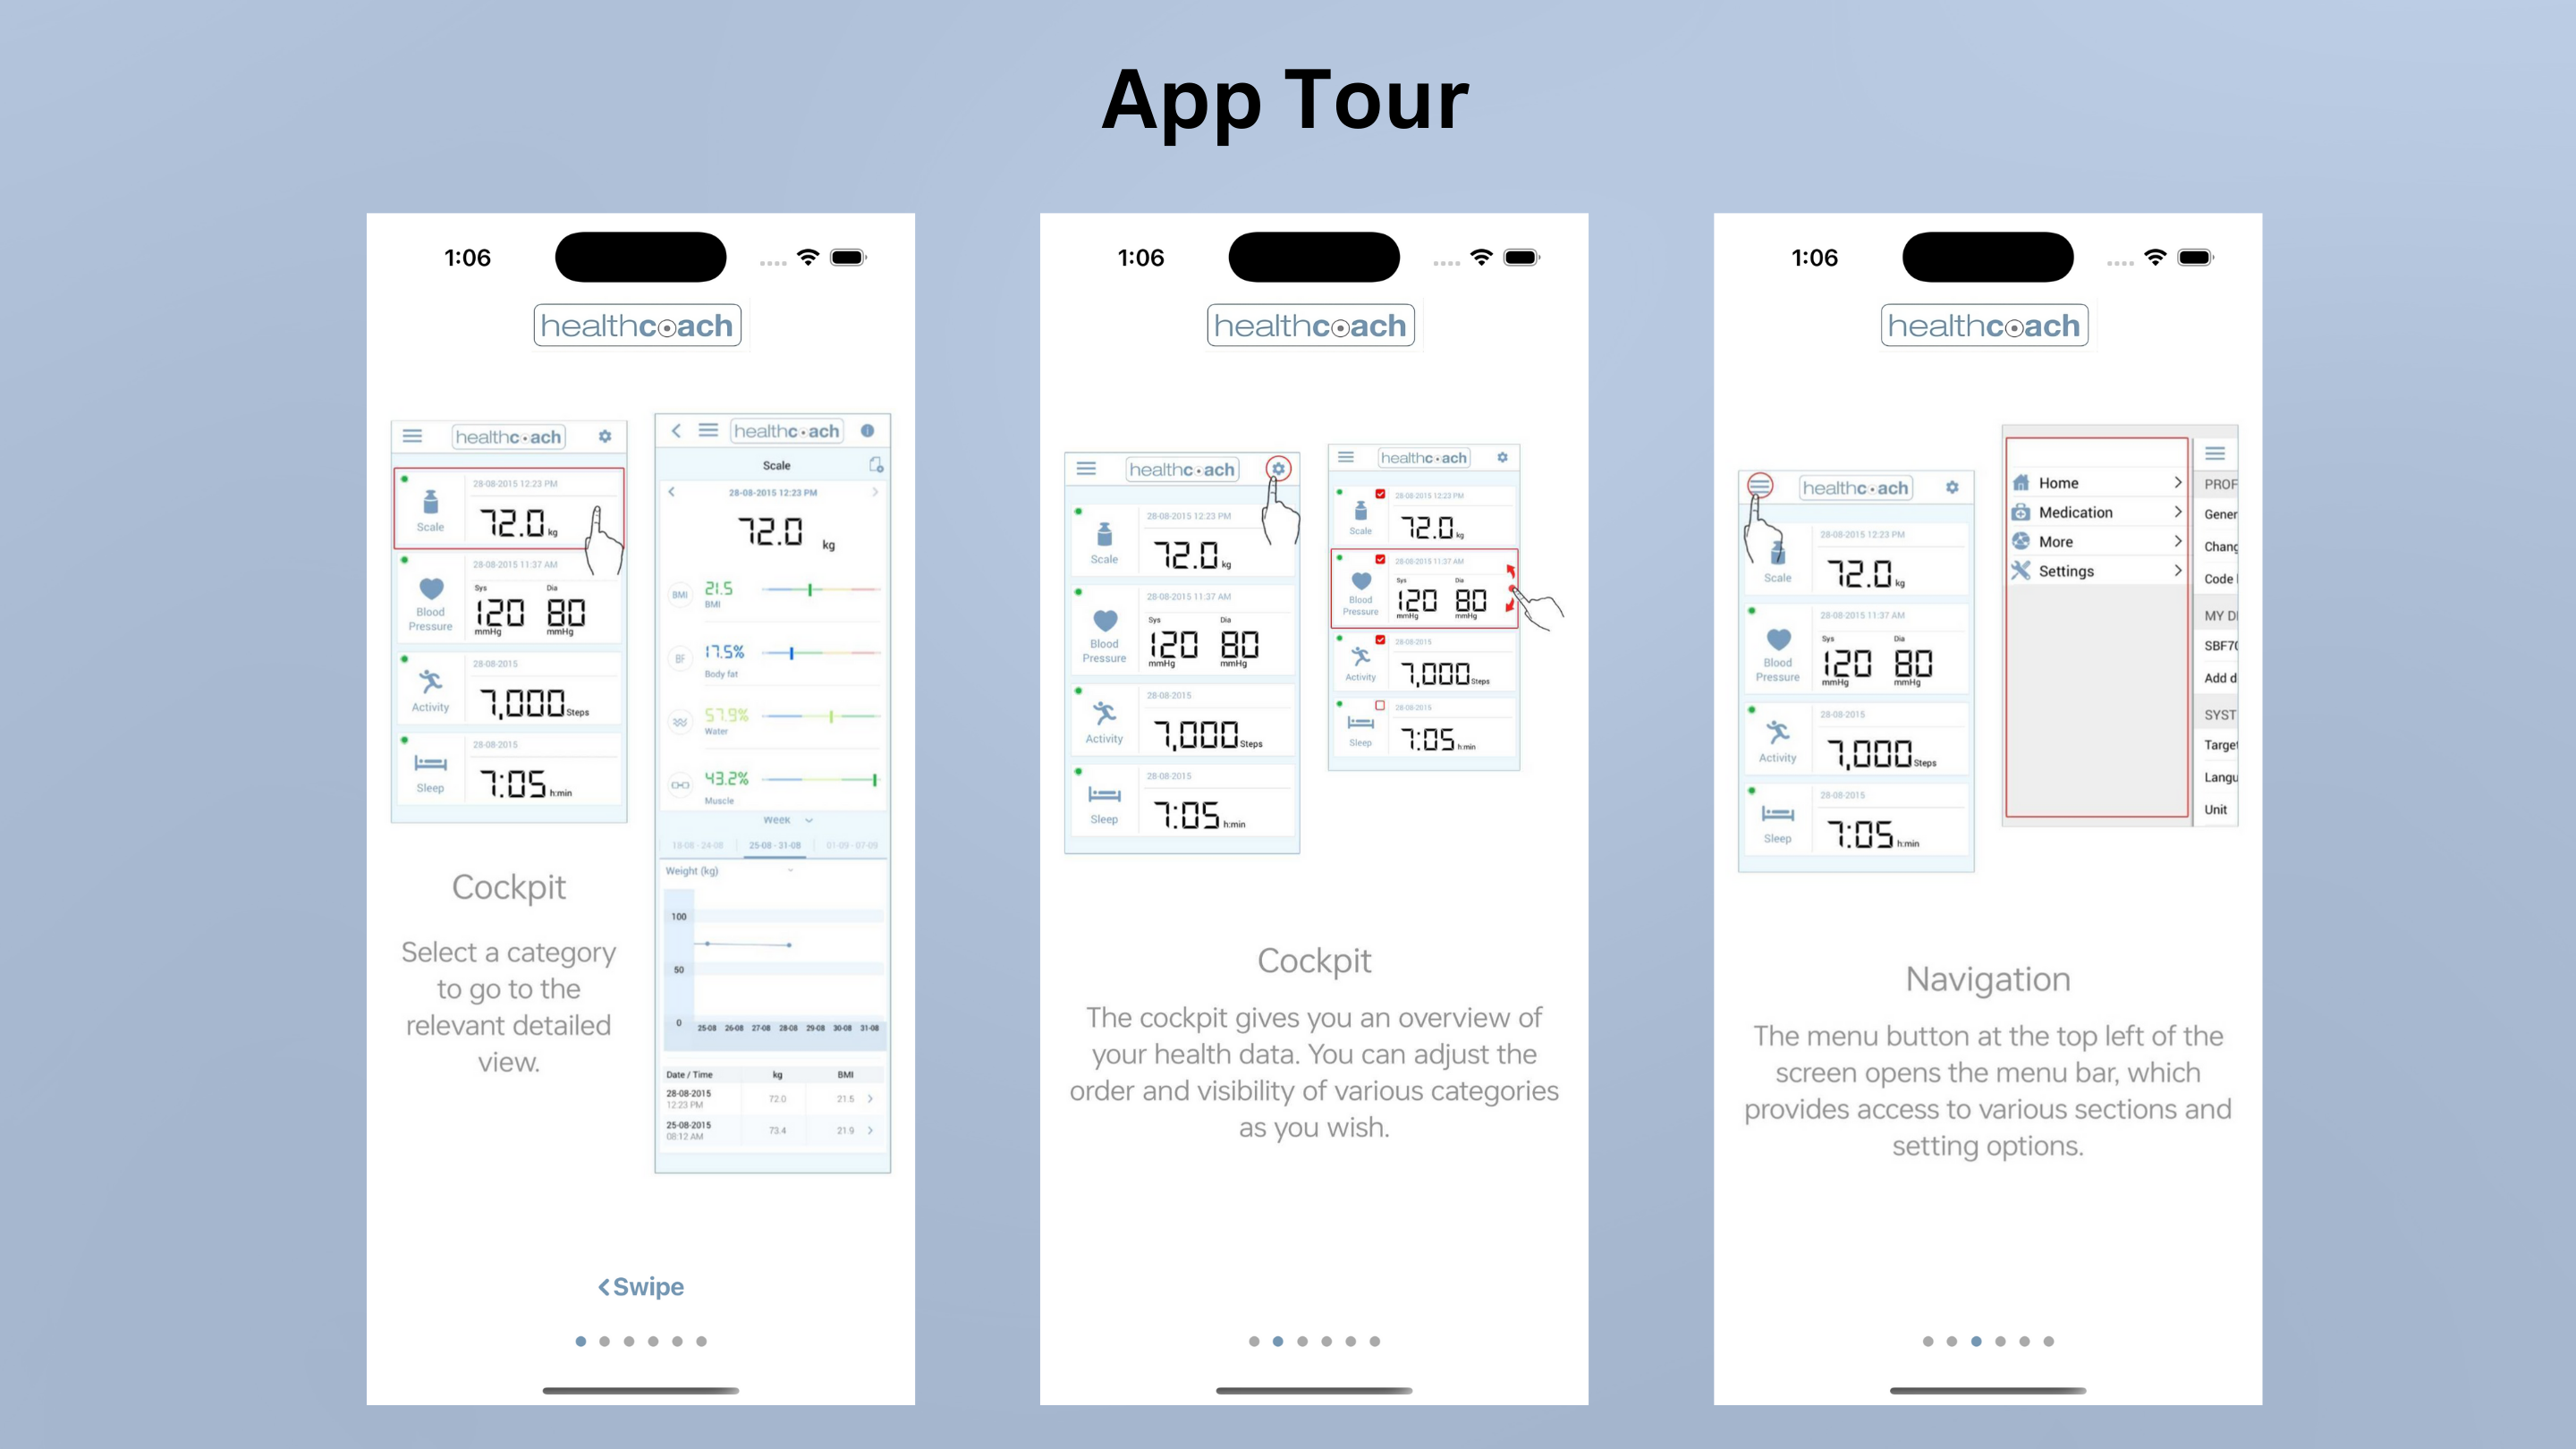 App Tour
1:06
healthcoach
healthcoach
28-08-2015 12:23 PM
Scale
72.0 kg
28-08-2015 11:37 AM
Sys Dia
Blood
Pressure
120 80
mmHg mmHg
28-08-2015
Activity
7,000 Steps
28-08-2015
Sleep
7:05 h:min
Cockpit
Select a category
to go to the
relevant detailed
view.
healthcoach
Scale
28-08-2015 12:23 PM
72.0 kg
BMI
21.5
BMI
BF
17.5%
Body fat
57.9%
Water
43.2%
Muscle
Week
18-08 - 24-08 25-08 - 31-08 01-09 - 07-09
Weight (kg)
100
50
0
25-08 26-08 27-08 28-08 29-08 30-08 31-08
Date / Time kg BMI
28-08-2015
12:23 PM 72.0 21.5
25-08-2015
08:12 AM 73.4 21.9
<Swipe
1:06
healthcoach
healthcoach
28-08-2015 12:23 PM
Scale
72.0 kg
28-08-2015 11:37 AM
Sys Dia
Blood
Pressure
120 80
mmHg mmHg
28-08-2015
Activity
7,000 Steps
28-08-2015
Sleep
7:05 h:min
healthcoach
28-08-2015 12:23 PM
Scale
72.0 kg
28-08-2015 11:37 AM
Sys Dia
Blood
Pressure
120 80
mmHg mmHg
28-08-2015
Activity
7,000 Steps
28-08-2015
Sleep
7:05 h:min
Cockpit
The cockpit gives you an overview of
your health data. You can adjust the
order and visibility of various categories
as you wish.
1:06
healthcoach
healthcoach
28-08-2015 12:23 PM
Scale
72.0 kg
28-08-2015 11:37 AM
Sys Dia
Blood
Pressure
120 80
mmHg mmHg
28-08-2015
Activity
7,000 Steps
28-08-2015
Sleep
7:05 h:min
Home
Medication
More
Settings
PROF
Gener
Chang
Code
MY D
SBF70
Add d
SYST
Target
Langu
Unit
Navigation
The menu button at the top left of the
screen opens the menu bar, which
provides access to various sections and
setting options.